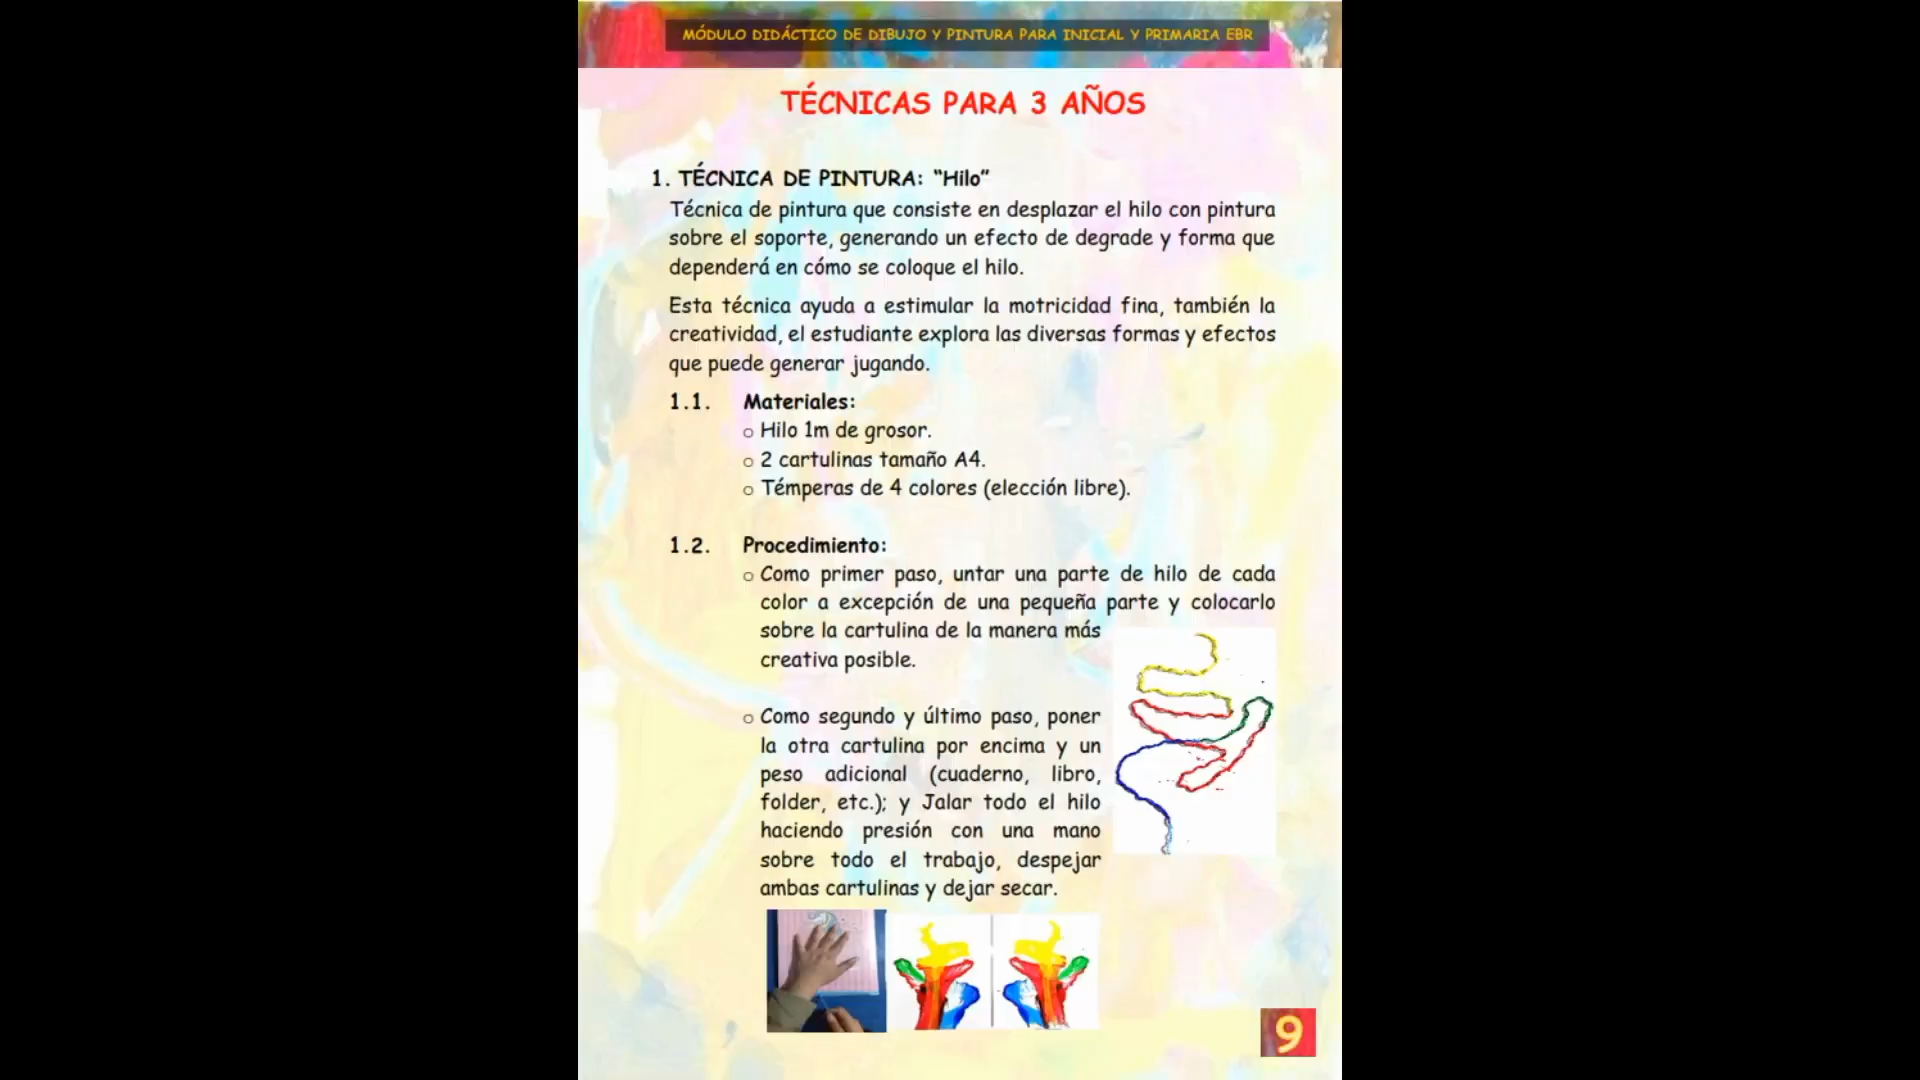 MÓDULO DIDÁCTICO DE DIBUJO Y PINTURA PARA INICIAL Y PRIMARIA EBR
TÉCNICAS PARA 3 AÑOS
1. TÉCNICA DE PINTURA: “Hilo”
Técnica de pintura que consiste en desplazar el hilo con pintura
sobre el soporte, generando un efecto de degrade y forma que
dependerá en cómo se coloque el hilo.
Esta técnica ayuda a estimular la motricidad fina, también la
creatividad, el estudiante explora las diversas formas y efectos
que puede generar jugando.
1.1. Materiales:
o Hilo 1m de grosor.
o 2 cartulinas tamaño A4.
o Témperas de 4 colores (elección libre).
1.2. Procedimiento:
o Como primer paso, untar una parte de hilo de cada
color a excepción de una pequeña parte y colocarlo
sobre la cartulina de la manera más
creativa posible.
o Como segundo y último paso, poner
la otra cartulina por encima y un
peso adicional (cuaderno, libro,
folder, etc.); y Jalar todo el hilo
haciendo presión con una mano
sobre todo el trabajo, despejar
ambas cartulinas y dejar secar.
9